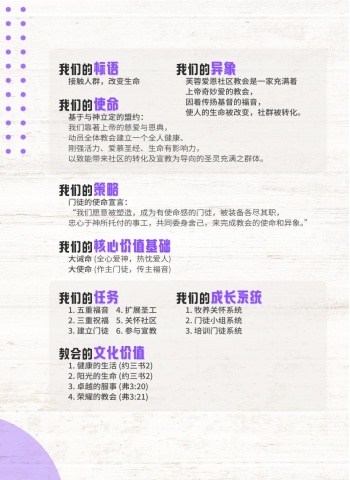 我们的标语
接触人群，改变生命
我们的异象
芙蓉爱恩社区教会是一家充满着
上帝奇妙爱的教会，
因着传扬基督的福音，
使人的生命被改变，社群被转化。
我们的使命
基于与神立定的盟约：
我们靠著上帝的慈爱与恩典，
动员全体教会建立一个全人健康、
刚强活力、爱慕圣经、生命有影响力，
以致能带来社区的转化及宣教为导向的圣灵充满之群体。
我们的策略
门徒的使命宣言：
“我们愿意被塑造，成为有使命感的门徒，被装备各尽其职，
忠心于神所托付的事工，共同委身舍己，来完成教会的使命和异象。”
我们的核心价值基础
大诫命 (全心爱神，热忱爱人)
大使命 (作主门徒，传主福音)
我们的任务
1. 五重福音 4. 扩展圣工
2. 三重祝福 5. 关怀社区
3. 建立门徒 6. 参与宣教
我们的成长系统
1. 牧养关怀系统
2. 门徒小组系统
3. 培训门徒系统
教会的文化价值
1. 健康的生活 (约三书2)
2. 阳光的生命 (约三书2)
3. 卓越的服事 (弗3:20)
4. 荣耀的教会 (弗3:21)